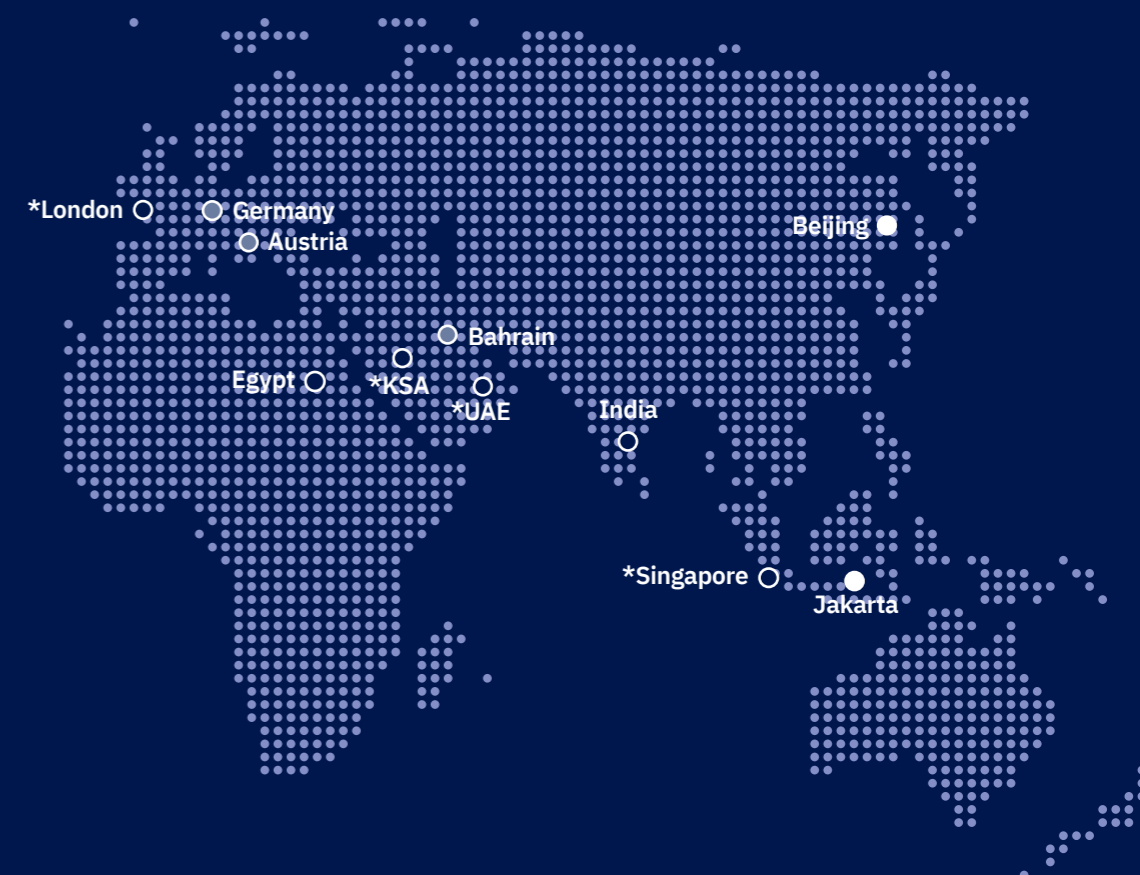 *London
Germany
Beijing
Austria
Bahrain
Egypt
*KSA
*UAE
India
*Singapore
Jakarta